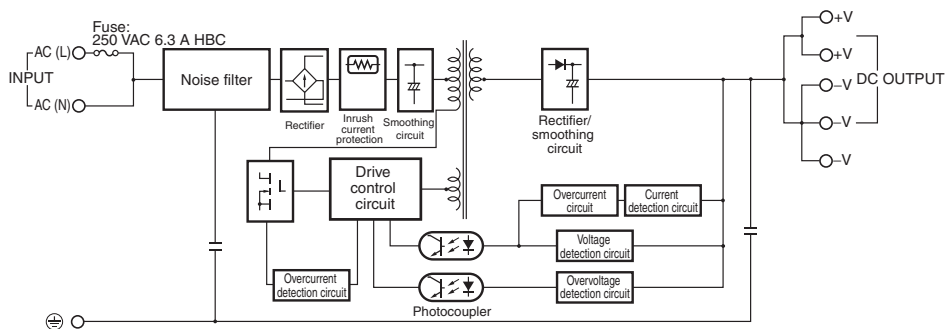 Fuse:
250 VAC 6.3 A HBC
AC (L)
INPUT
AC (N)
Noise filter
Rectifier
Inrush
current
protection
Smoothing
circuit
Rectifier/
smoothing
circuit
+V
+V
DC OUTPUT
–V
–V
–V
Drive
control
circuit
Overcurrent
circuit
Current
detection circuit
Voltage
detection circuit
Overcurrent
detection circuit
Overvoltage
detection circuit
Photocoupler